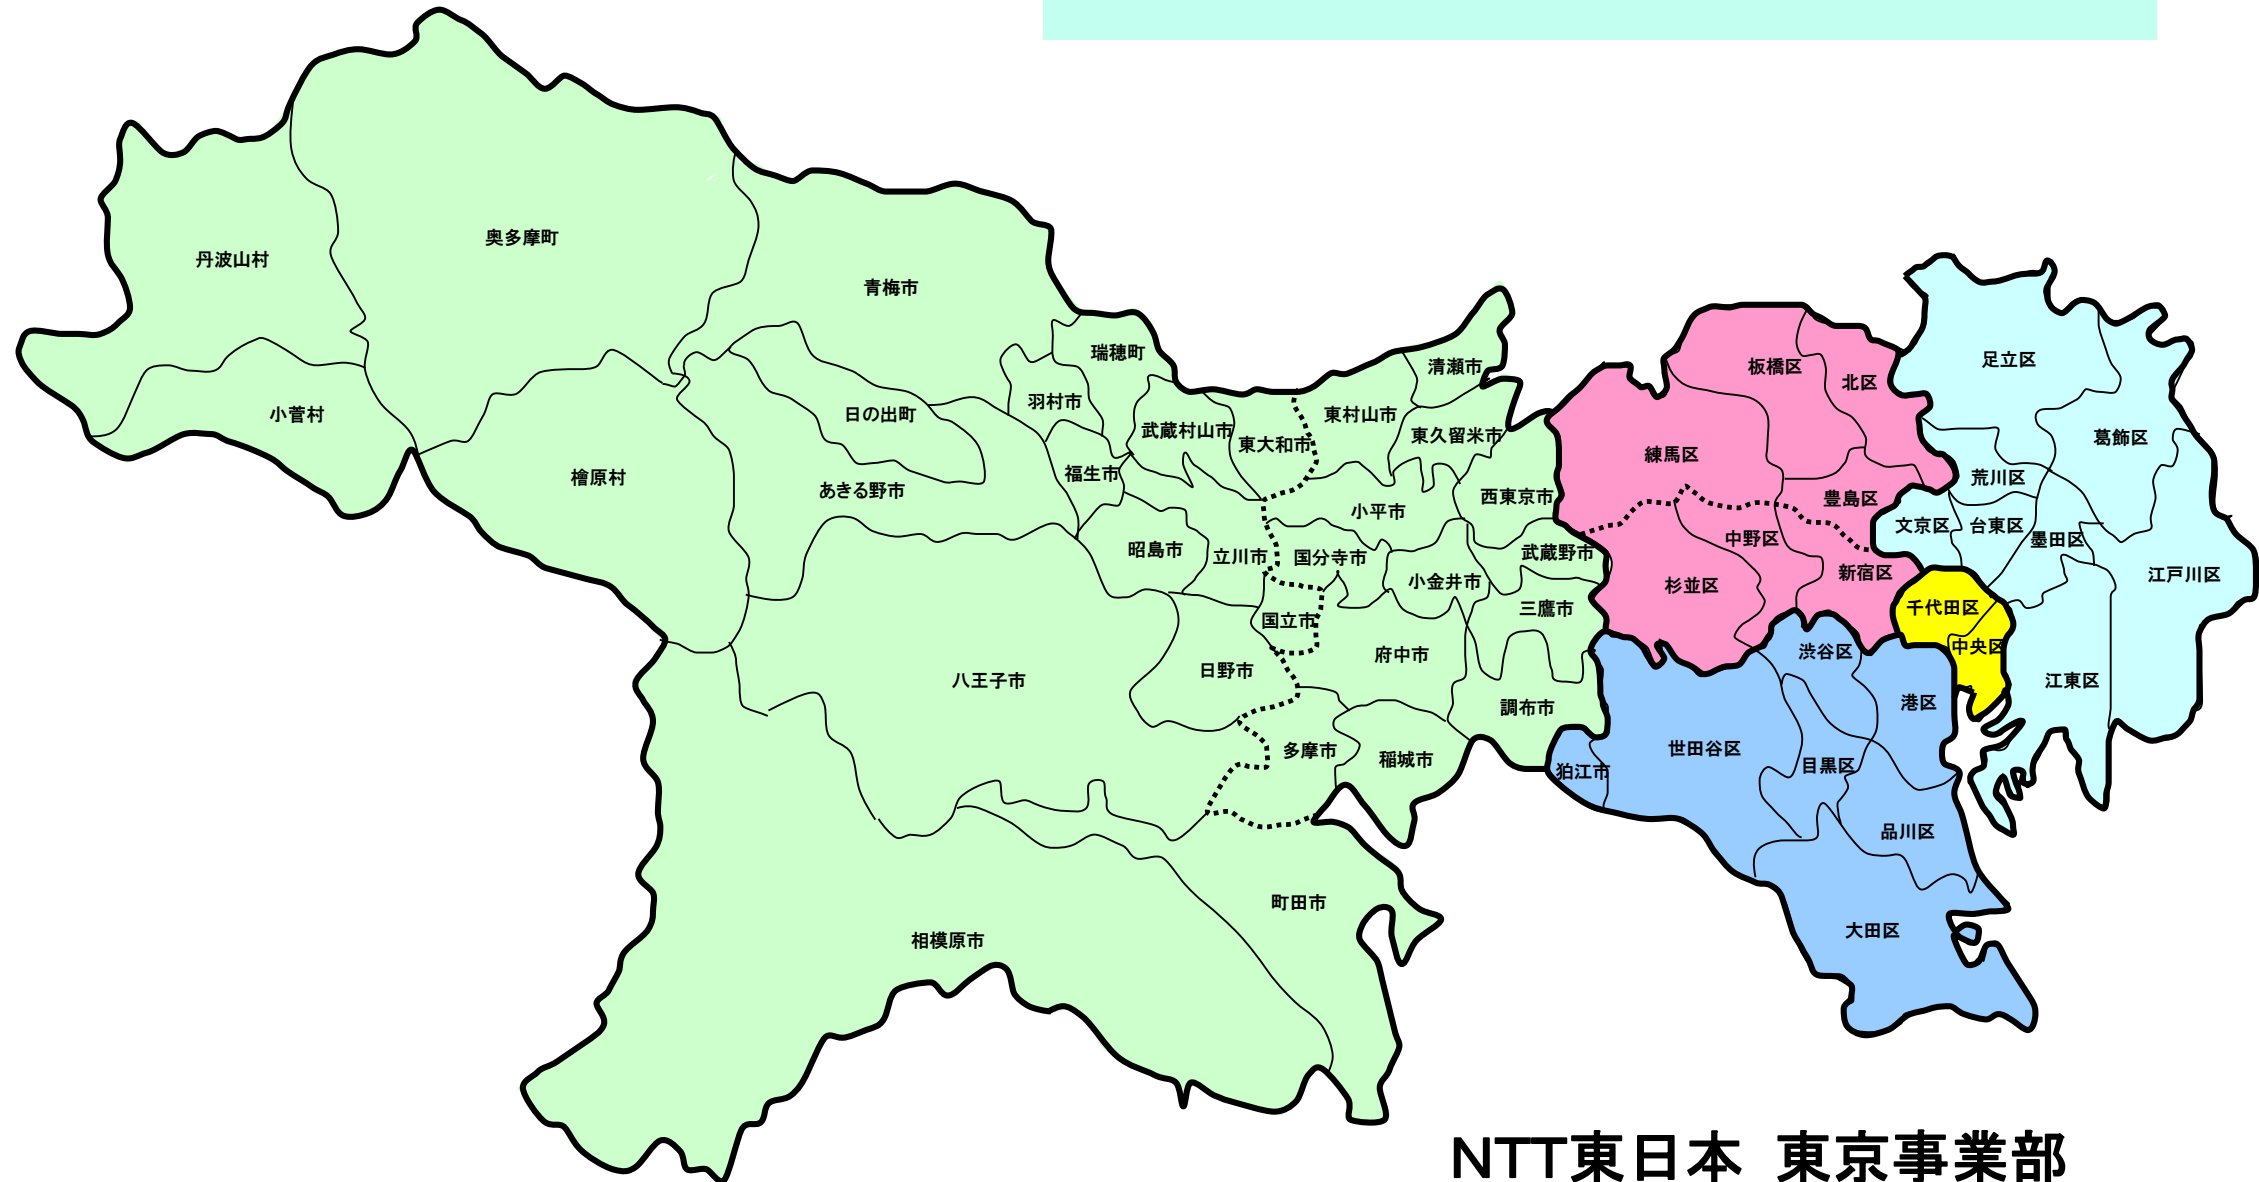 奥多摩町
丹波山村
青梅市
瑞穂町
清瀬市
足立区
板橋区
北区
羽村市
日の出町
東村山市
小菅村
武蔵村山市
東大和市
東久留米市
葛飾区
練馬区
福生市
檜原村
あきる野市
荒川区
西東京市
豊島区
小平市
文京区
台東区
墨田区
中野区
昭島市
立川市
国分寺市
武蔵野市
新宿区
江戸川区
小金井市
杉並区
三鷹市
千代田区
国立市
中央区
渋谷区
府中市
日野市
八王子市
江東区
港区
調布市
世田谷区
多摩市
稲城市
目黒区
狛江市
品川区
町田市
大田区
相模原市
NTT東日本 東京事業部